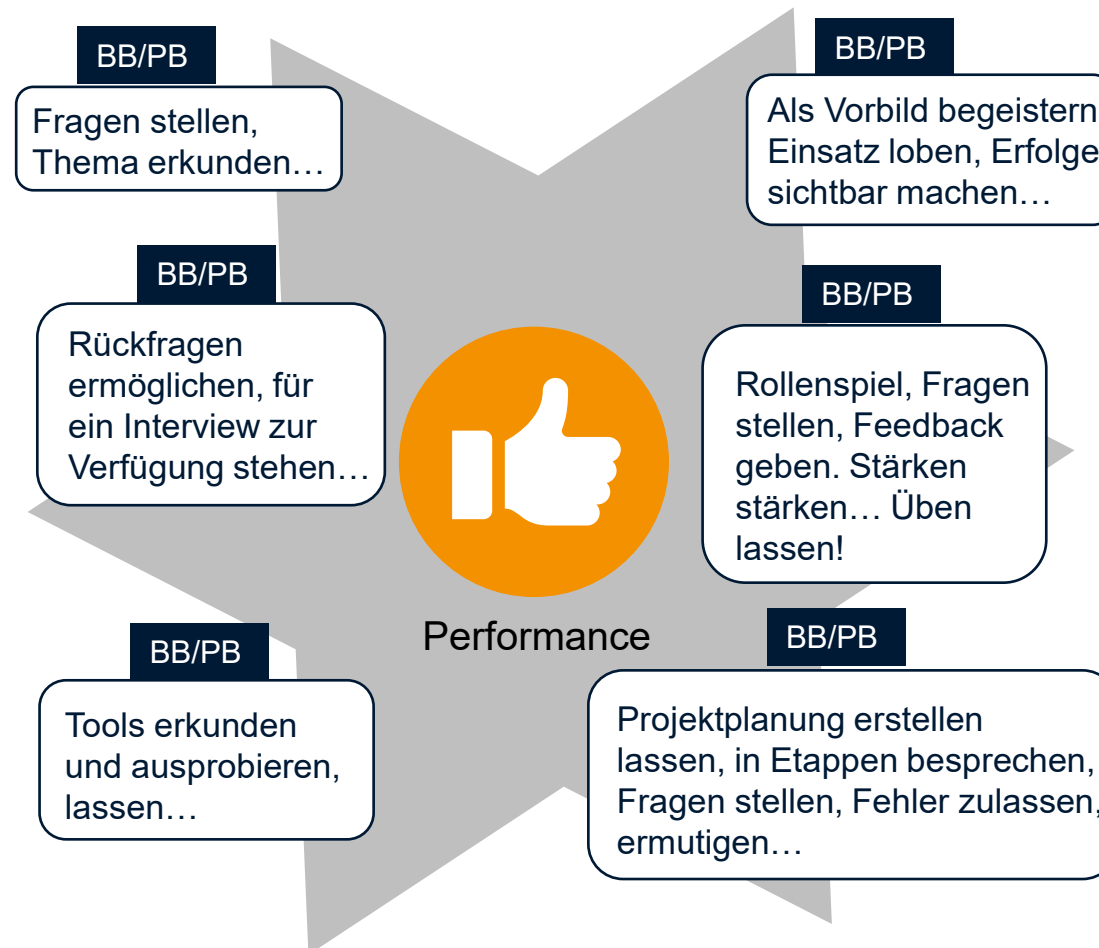 BB/PB
Fragen stellen,
Thema erkunden…
BB/PB
Als Vorbild begeistern
Einsatz loben, Erfolge
sichtbar machen…
BB/PB
Rückfragen
ermöglichen, für
ein Interview zur
Verfügung stehen…
BB/PB
Rollenspiel, Fragen
stellen, Feedback
geben. Stärken
stärken… Üben
lassen!
Performance
BB/PB
Tools erkunden
und ausprobieren,
lassen…
BB/PB
Projektplanung erstellen
lassen, in Etappen besprechen,
Fragen stellen, Fehler zulassen,
ermutigen…